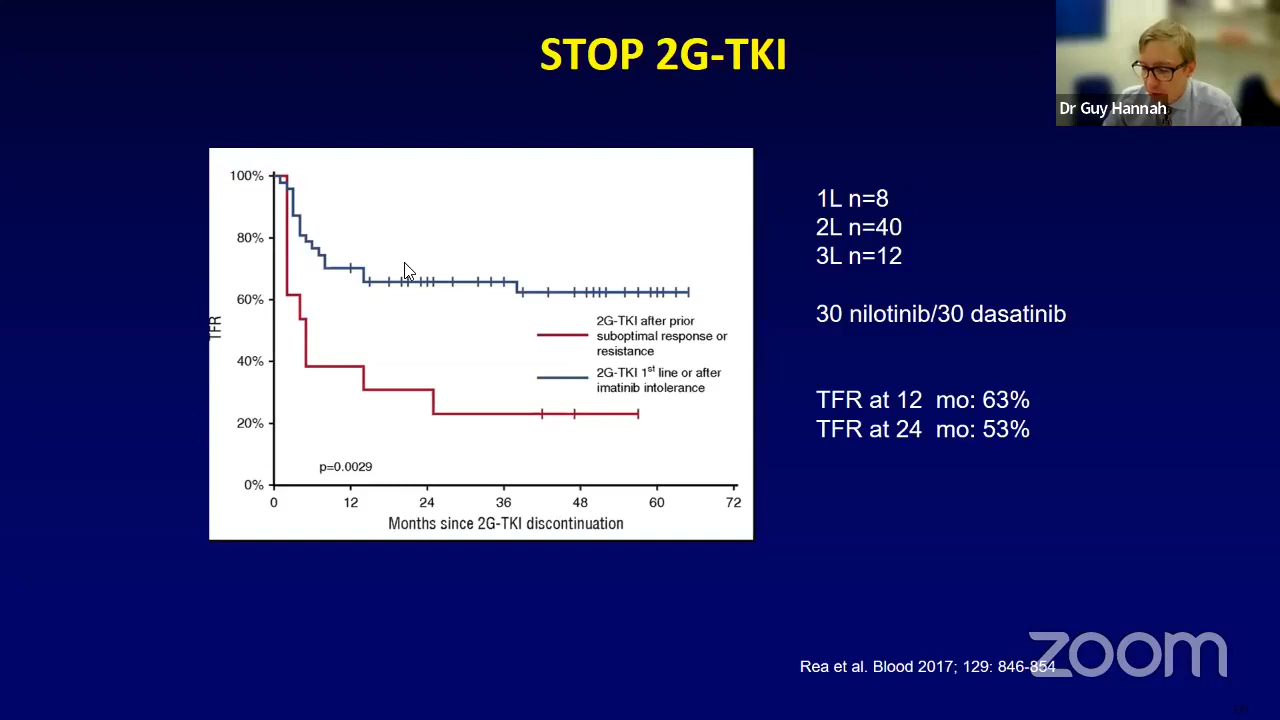 STOP 2G-TKI
Dr Guy Hannah
100%
80%
60%
40%
20%
0%
TFR
2G-TKI after prior
suboptimal response or
resistance
2G-TKI 1st line or after
imatinib intolerance
p=0.0029
0 12 24 36 48 60 72
Months since 2G-TKI discontinuation
1L n=8
2L n=40
3L n=12
30 nilotinib/30 dasatinib
TFR at 12 mo: 63%
TFR at 24 mo: 53%
Rea et al. Blood 2017; 129: 846-854
zoom